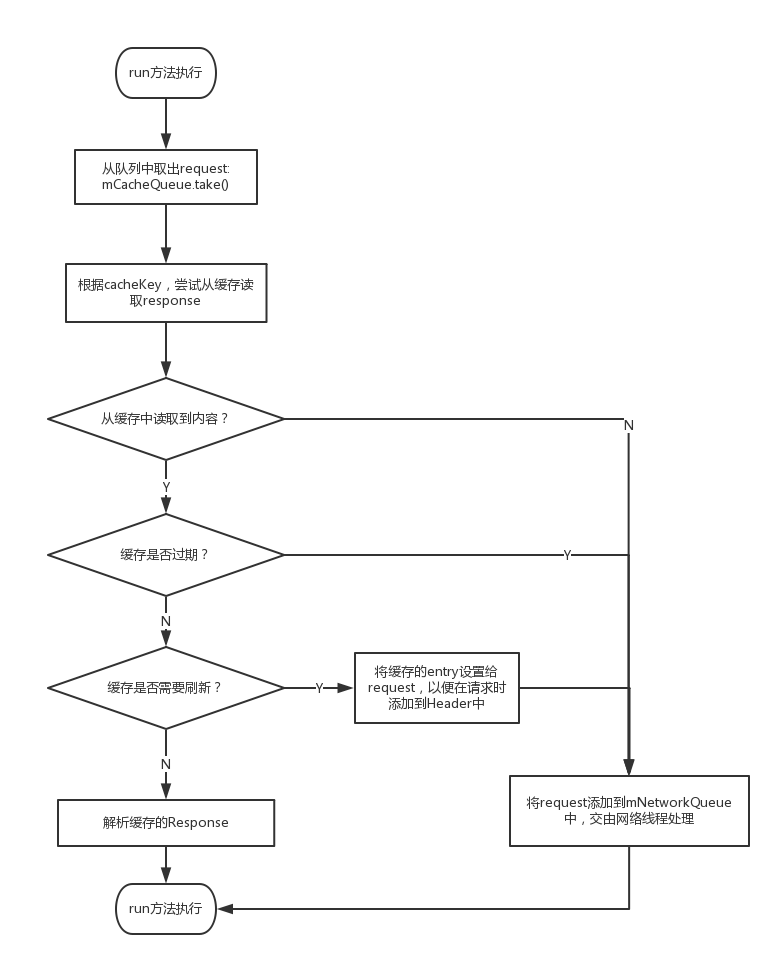 run方法执行
从队列中取出request:
mCacheQueue.take()
根据cacheKey，尝试从缓存读
取response
从缓存中读取到内容？
N
Y
缓存是否过期？
Y
N
缓存是否需要刷新？
Y
将缓存的entry设置给
request，以便在请求时
添加到Header中
N
解析缓存的Response
将request添加到mNetworkQueue
中，交由网络线程处理
run方法执行